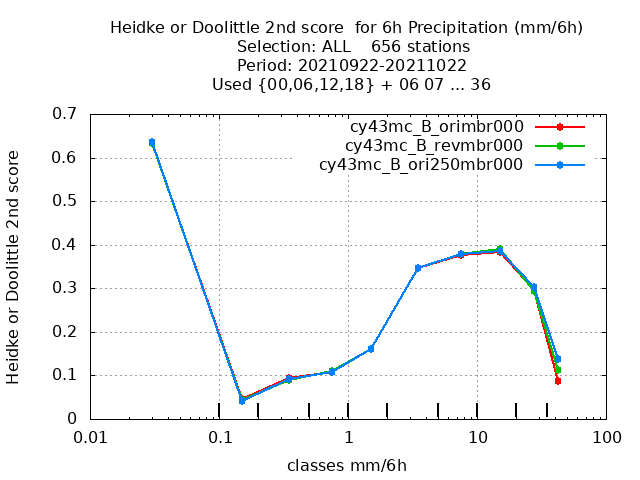 Heidke or Doolittle 2nd score  for 6h Precipitation (mm/6h)
Selection: ALL    656 stations
Period: 20210922-20211022
Used {00,06,12,18} + 06 07 ... 36
cy43mc_B_orimbr000
cy43mc_B_revmbr000
cy43mc_B_ori250mbr000
Heidke or Doolittle 2nd score
0.7
0.6
0.5
0.4
0.3
0.2
0.1
0
0.01 0.1 1 10 100
classes mm/6h